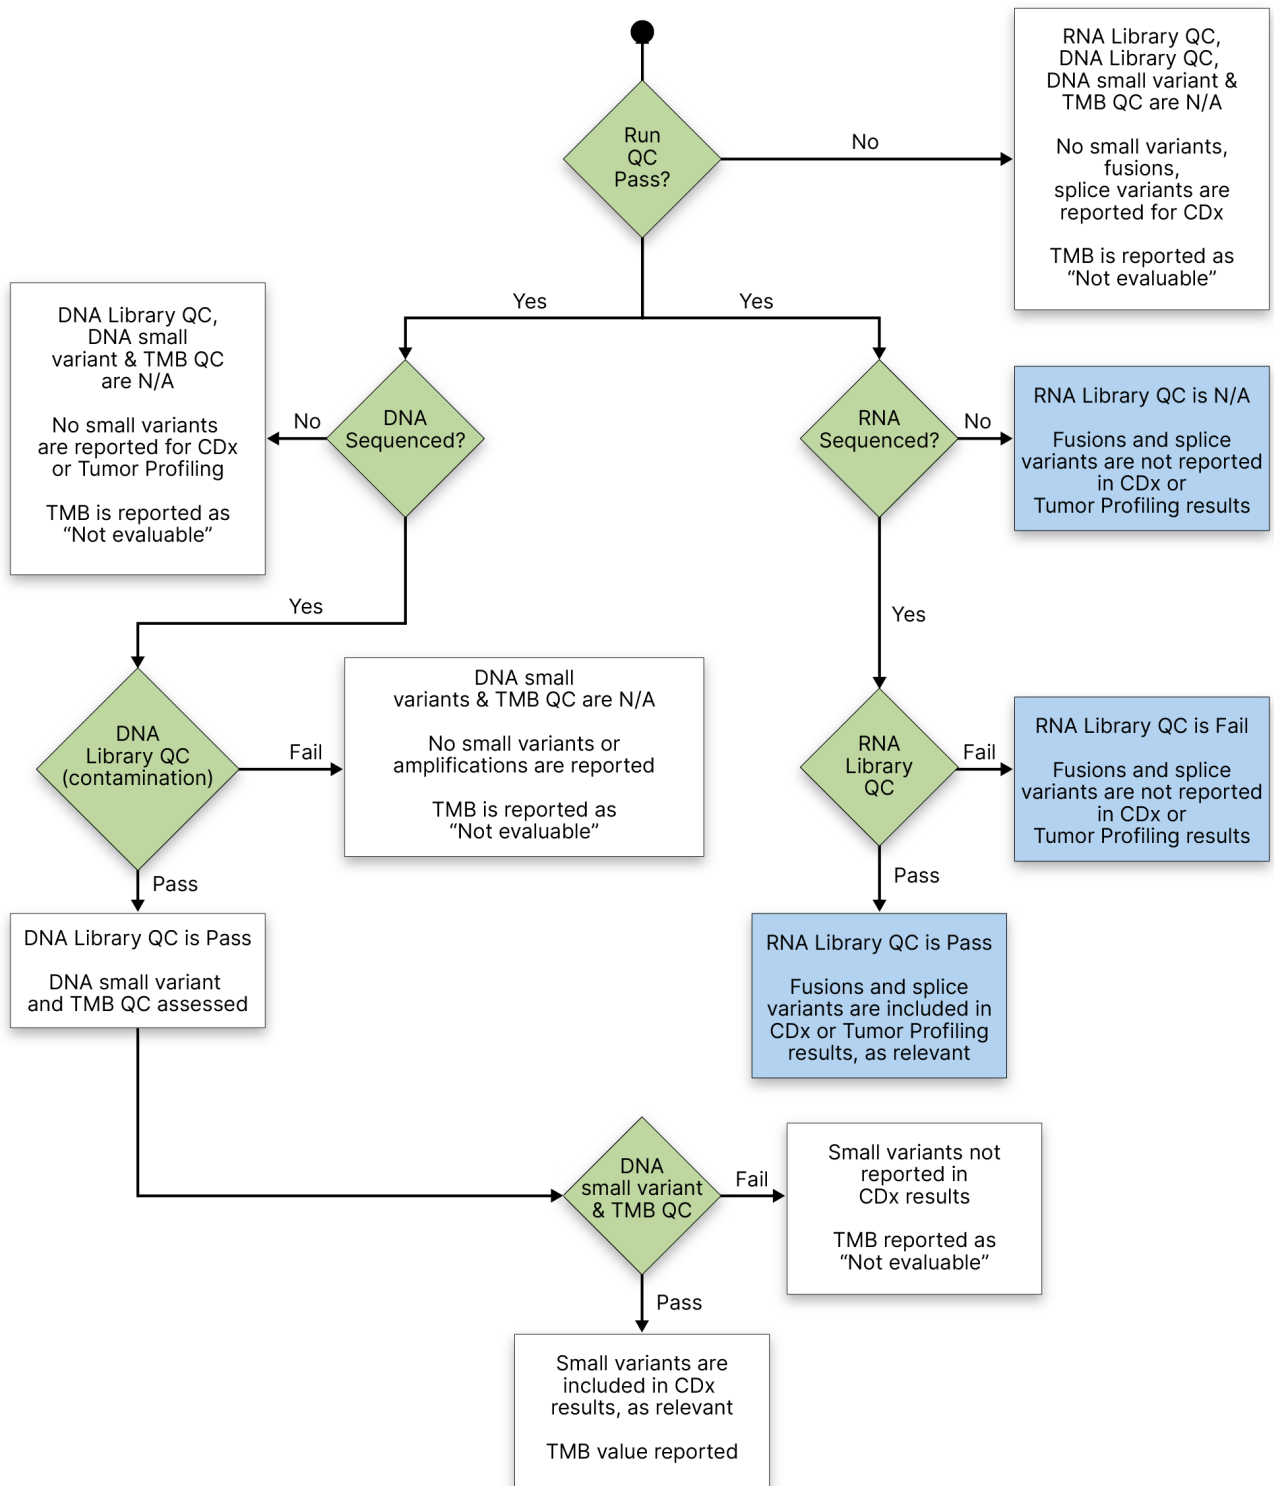 RNA Library QC,
DNA Library QC,
DNA small variant &
TMB QC are N/A
No small variants,
fusions,
splice variants are
reported for CDx
TMB is reported as
“Not evaluable”
Run
QC
Pass?
No
Yes
Yes
DNA Library QC,
DNA small
variant & TMB QC
are N/A
No small variants
are reported for CDx
or Tumor Profiling
TMB is reported as
“Not evaluable”
No
DNA
Sequenced?
RNA
Sequenced?
No
RNA Library QC is N/A
Fusions and splice
variants are not reported
in CDx or
Tumor Profiling results
Yes
Yes
DNA
Library QC
(contamination)
Fail
DNA small
variants & TMB QC are N/A
No small variants or
amplifications are reported
TMB is reported as
“Not evaluable”
RNA
Library
QC
Fail
RNA Library QC is Fail
Fusions and splice
variants are not reported
in CDx or
Tumor Profiling results
Pass
Pass
DNA Library QC is Pass
DNA small variant
and TMB QC assessed
RNA Library QC is Pass
Fusions and splice
variants are included in
CDx or Tumor Profiling
results, as relevant
DNA
small variant
& TMB QC
Fail
Small variants not
reported in
CDx results
TMB reported as
“Not evaluable”
Pass
Small variants are
included in CDx
results, as relevant
TMB value reported